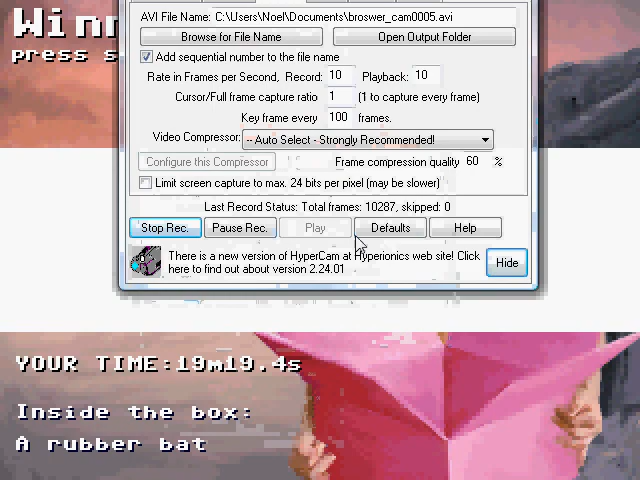 Winn
press s
AVI File Name: C:\Users\Noel\Documents\broswer_cam0005.avi
Browse for File Name
Open Output Folder
Add sequential number to the file name
Rate in Frames per Second, Record: 10 Playback: 10
Cursor/Full frame capture ratio 1 (1 to capture every frame)
Key frame every 100 frames.
Video Compressor: -- Auto Select - Strongly Recommended!
Configure this Compressor Frame compression quality 60 %
Limit screen capture to max. 24 bits per pixel (may be slower)
Last Record Status: Total frames: 10287, skipped: 0
Stop Rec. Pause Rec. Play Defaults Help
There is a new version of HyperCam at Hyperionics web site! Click
here to find out about version 2.24.01
Hide
YOUR TIME:19m19.4s
Inside the box:
A rubber bat